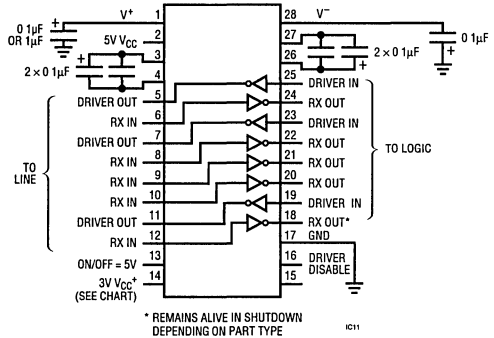 0 1µF
OR 1µF
V+
1
2
5V VCC
3
2 × 0 1µF
4
DRIVER OUT
5
RX IN
6
DRIVER OUT
7
RX IN
8
RX IN
9
RX IN
10
DRIVER OUT
11
RX IN
12
ON/OFF = 5V
13
3V VCC+
14
(SEE CHART)
TO
LINE
28
V−
0 1µF
27
2 × 0 1µF
26
25
DRIVER IN
24
RX OUT
23
DRIVER IN
22
RX OUT
21
RX OUT
20
RX OUT
19
DRIVER IN
18
RX OUT*
17
GND
16
DRIVER
DISABLE
15
TO LOGIC
* REMAINS ALIVE IN SHUTDOWN
DEPENDING ON PART TYPE
IC11